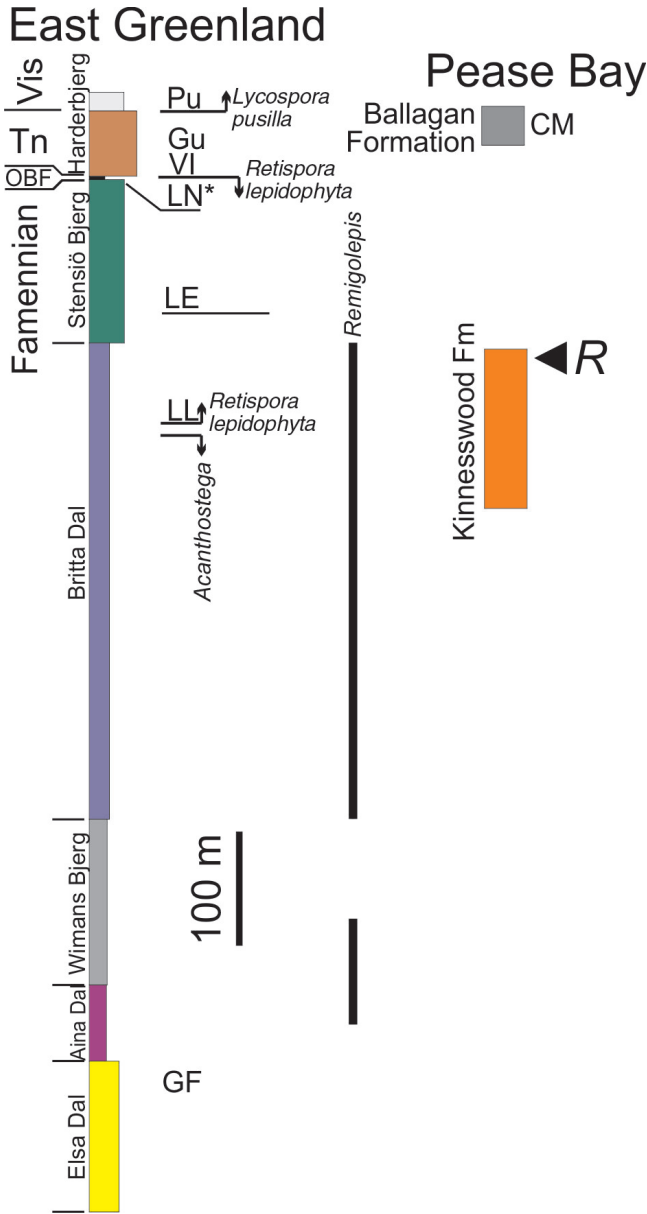 East Greenland
Pease Bay
Vis
Tn
OBF
Famennian
Harderbjerg
Stensiö Bjerg
Britta Dal
Wimans Bjerg
Aina Dal
Elsa Dal
Pu
Lycospora
pusilla
Gu
VI
Retispora
lepidophyta
LN*
LE
LL
Retispora
lepidophyta
Acanthostega
Remigolepis
100 m
GF
Ballagan
Formation
CM
Kinnesswood Fm
R